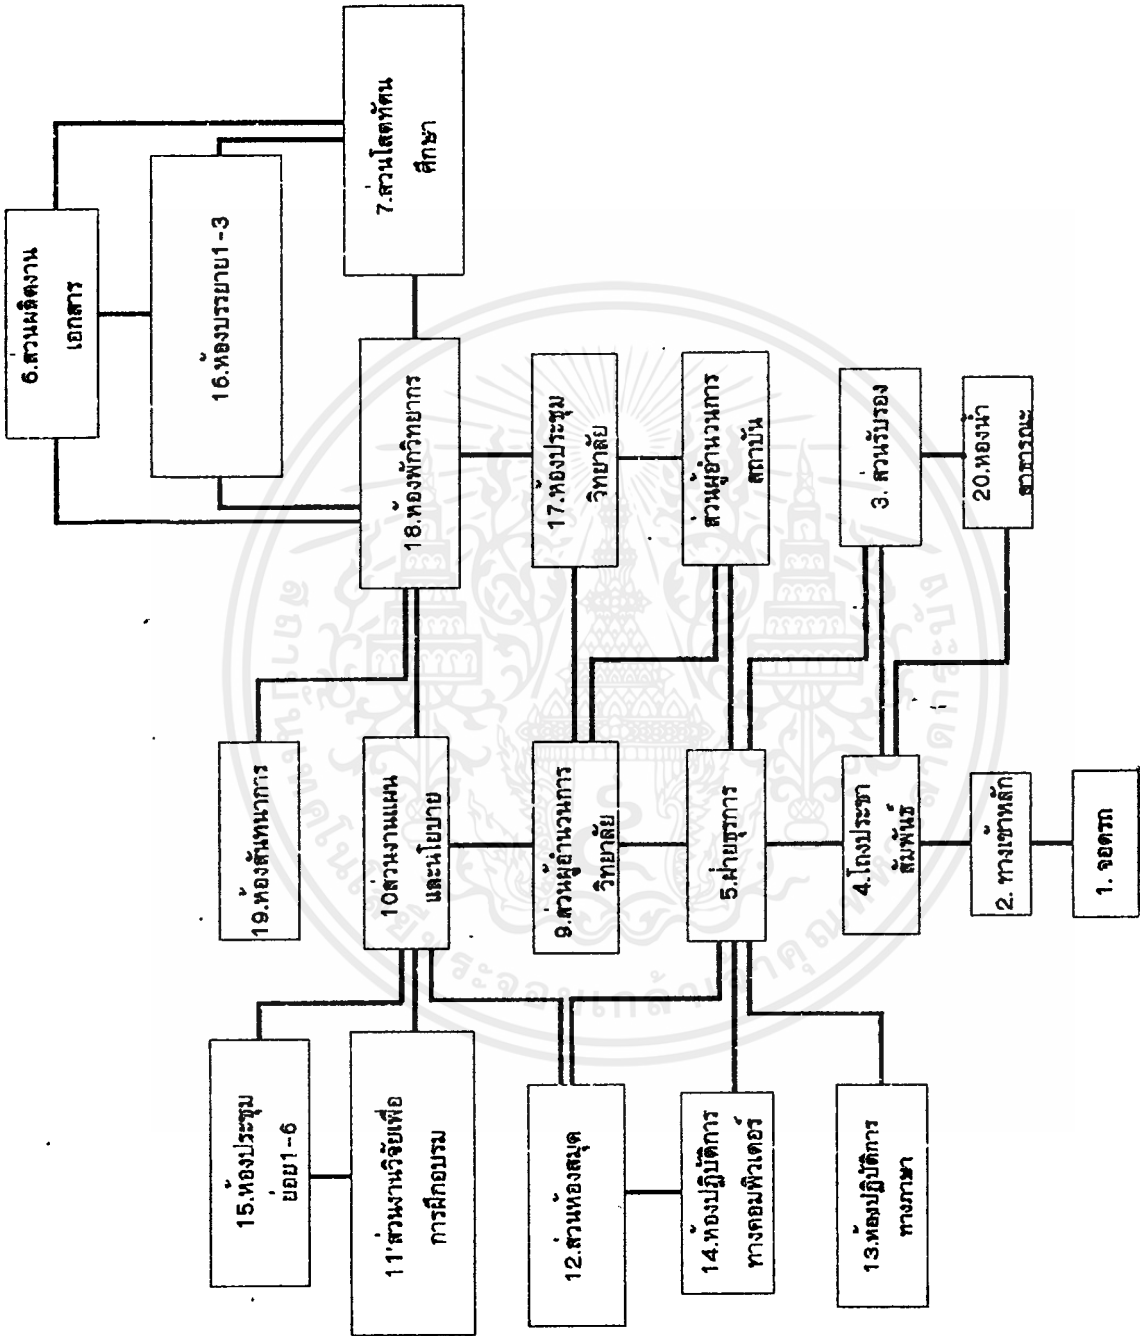 6.ส่วนผลิตงาน
เอกสาร
16.ห้องบรรยาย1-3
7.ส่วนโสตทัศน
ศึกษา
18.ห้องพักวิทยากร
17.ห้องประชุม
วิทยาลัย
ส่วนผู้อำนวนการ
สถาบัน
3. ส่วนรับรอง
20.ห้องน้ำ
สาธารณะ
19.ห้องสันทนาการ
10ส่วนงานแผน
และนโยบาย
9.ส่วนผู้อำนวนการ
วิทยาลัย
5.ฝ่ายธุรการ
4.โถงประชา
สัมพันธ์
2. ทางเข้าหลัก
1. จอดรถ
15.ห้องประชุม
ย่อย1-6
11'ส่วนงานวิจัยเพื่อ
การฝึกอบรม
12.ส่วนห้องสมุด
14.ห้องปฏิบัติการ
ทางคอมพิวเตอร์
13.ห้องปฏิบัติการ
ทางภาษา